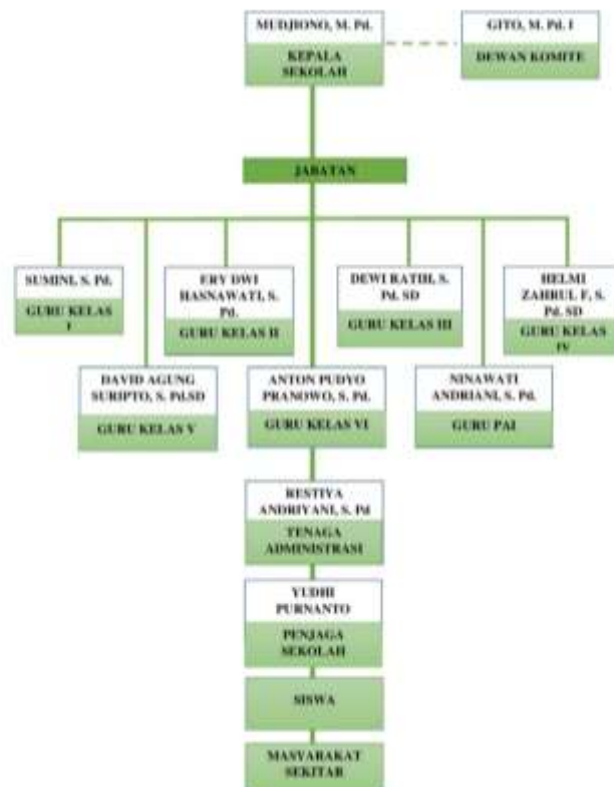 MUDJIONO, M. Pd.
KEPALA
SEKOLAH
GITO, M. Pd. I
DEWAN KOMITE
JABATAN
SUMINI, S. Pd.
GURU KELAS
I
ERY DWI
HASNAWATI, S.
Pd.
GURU KELAS II
DEWI RATIH, S.
Pd. SD
GURU KELAS III
HELMI
ZAHRUL F, S.
Pd. SD
GURU KELAS
IV
DAVID AGUNG
SURIPTO, S. Pd.SD
GURU KELAS V
ANTON PUDYO
PRANOWO, S. Pd.
GURU KELAS VI
NINAWATI
ANDRIANI, S. Pd.
GURU PAI
RESTIYA
ANDRIYANI, S. Pd
TENAGA
ADMINISTRASI
YUDHI
PURNANTO
PENJAGA
SEKOLAH
SISWA
MASYARAKAT
SEKITAR